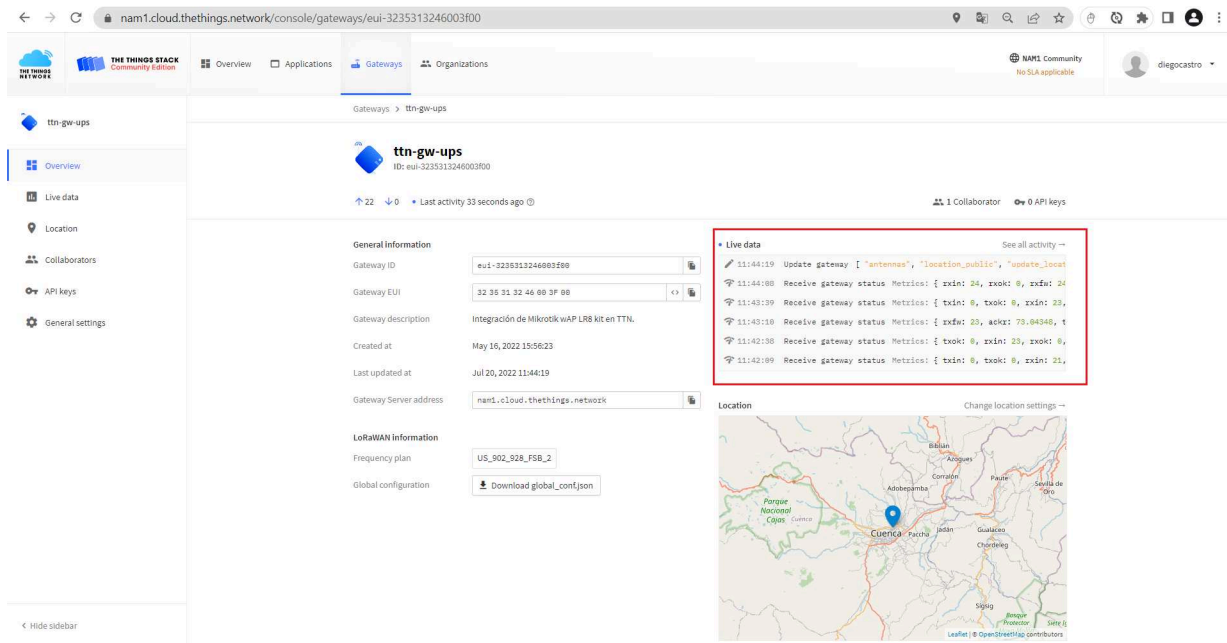 nam1.cloud.thethings.network/console/gateways/eui-3235313246003f00
THE THINGS NETWORK
THE THINGS STACK
Community Edition
Overview
Applications
Gateways
Organizations
NAM1 Community
No SLA applicable
diegocastro
ttn-gw-ups
Overview
Live data
Location
Collaborators
API keys
General settings
< Hide sidebar
Gateways > ttn-gw-ups
ttn-gw-ups
ID: eui-3235313246003f00
↑ 22 ↓ 0 • Last activity 33 seconds ago
1 Collaborator 0 API keys
General information
Gateway ID eui-3235313246003f00
Gateway EUI 32 35 31 32 46 00 3F 00 <>
Gateway description Integración de Mikrotik wAP LR8 kit en TTN.
Created at May 16, 2022 15:56:23
Last updated at Jul 20, 2022 11:44:19
Gateway Server address nam1.cloud.thethings.network
LoRaWAN information
Frequency plan US_902_928_FSB_2
Global configuration Download global_conf.json
• Live data See all activity →
11:44:19 Update gateway [ "antennas", "location_public", "update_locat
11:44:08 Receive gateway status Metrics: { rxin: 24, rxok: 0, rxfw: 24
11:43:39 Receive gateway status Metrics: { txin: 0, txok: 0, rxin: 23,
11:43:10 Receive gateway status Metrics: { rxfw: 23, ackr: 73.04348, t
11:42:38 Receive gateway status Metrics: { txok: 0, rxin: 23, rxok: 0,
11:42:09 Receive gateway status Metrics: { txin: 0, txok: 0, rxin: 21,
Location Change location settings →
Biblián
Azogues
Corralón
Paute
Sevilla de Oro
Adobepamba
Parque Nacional Cajas
Cuenca
Cuenca
Paccha
Jadán
Gualaceo
Chordeleg
Sígsig
Bosque Protector
Siete Ig
Leaflet | © OpenStreetMap contributors